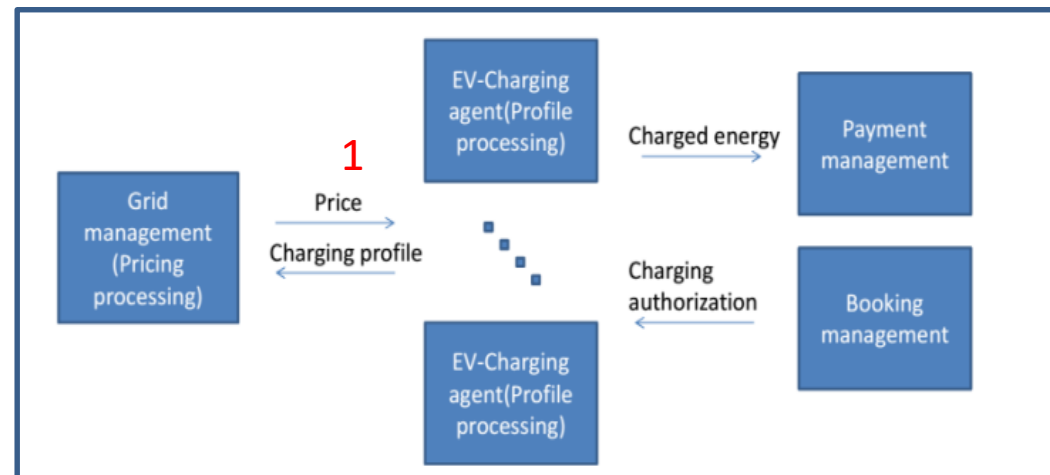 Grid
management
(Pricing
processing)
1
Price
Charging profile
EV-Charging
agent(Profile
processing)
EV-Charging
agent(Profile
processing)
Charged energy
Charging
authorization
Payment
management
Booking
management